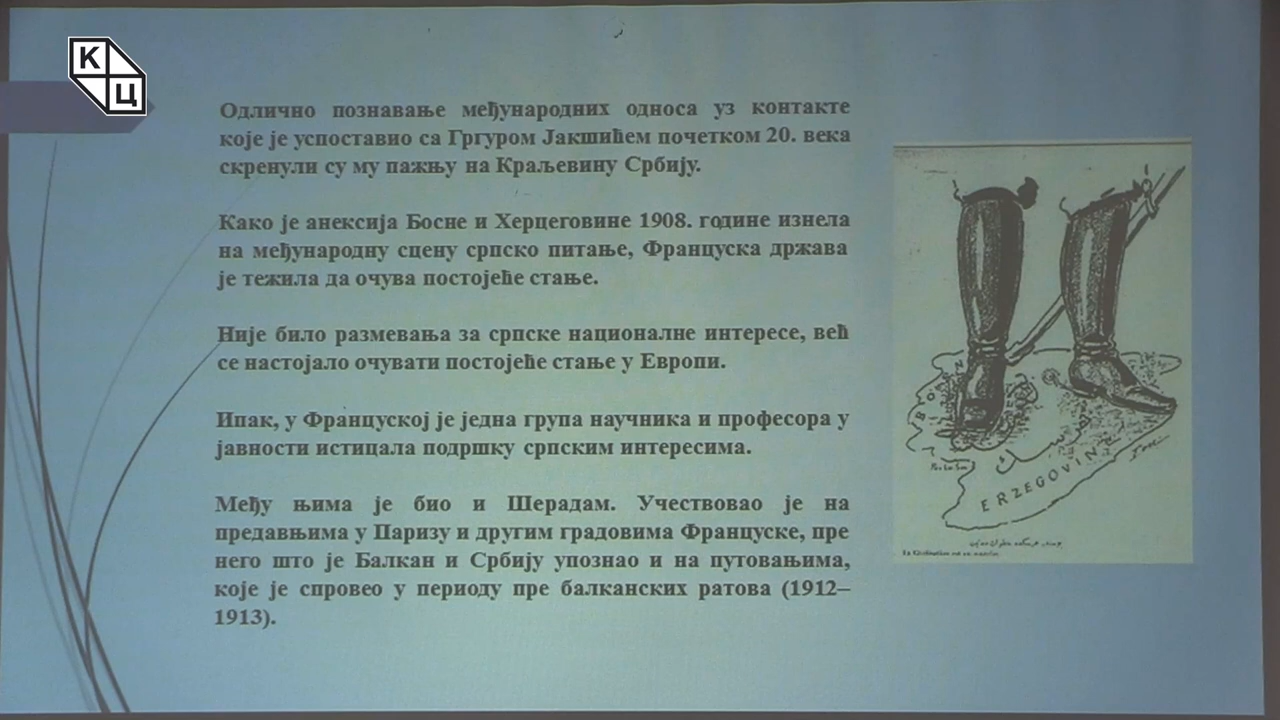 К
Ц
Одлично познавање међународних односа уз контакте
које је успоставио са Гргуром Јакшићем почетком 20. века
скренули су му пажњу на Краљевину Србију.
Како је анексија Босне и Херцеговине 1908. године изнела
на међународну сцену српско питање, Француска држава
је тежила да очува постојеће стање.
Није било размевања за српске националне интересе, већ
се настојало очувати постојеће стање у Европи.
Ипак, у Француској је једна група научника и професора у
јавности истицала подршку српским интересима.
Међу њима је био и Шерадам. Учествовао је на
предавњима у Паризу и другим градовима Француске, пре
него што је Балкан и Србију упознао и на путовањима,
које је спровео у периоду пре балканских ратова (1912–
1913).
ERZEGOVINE